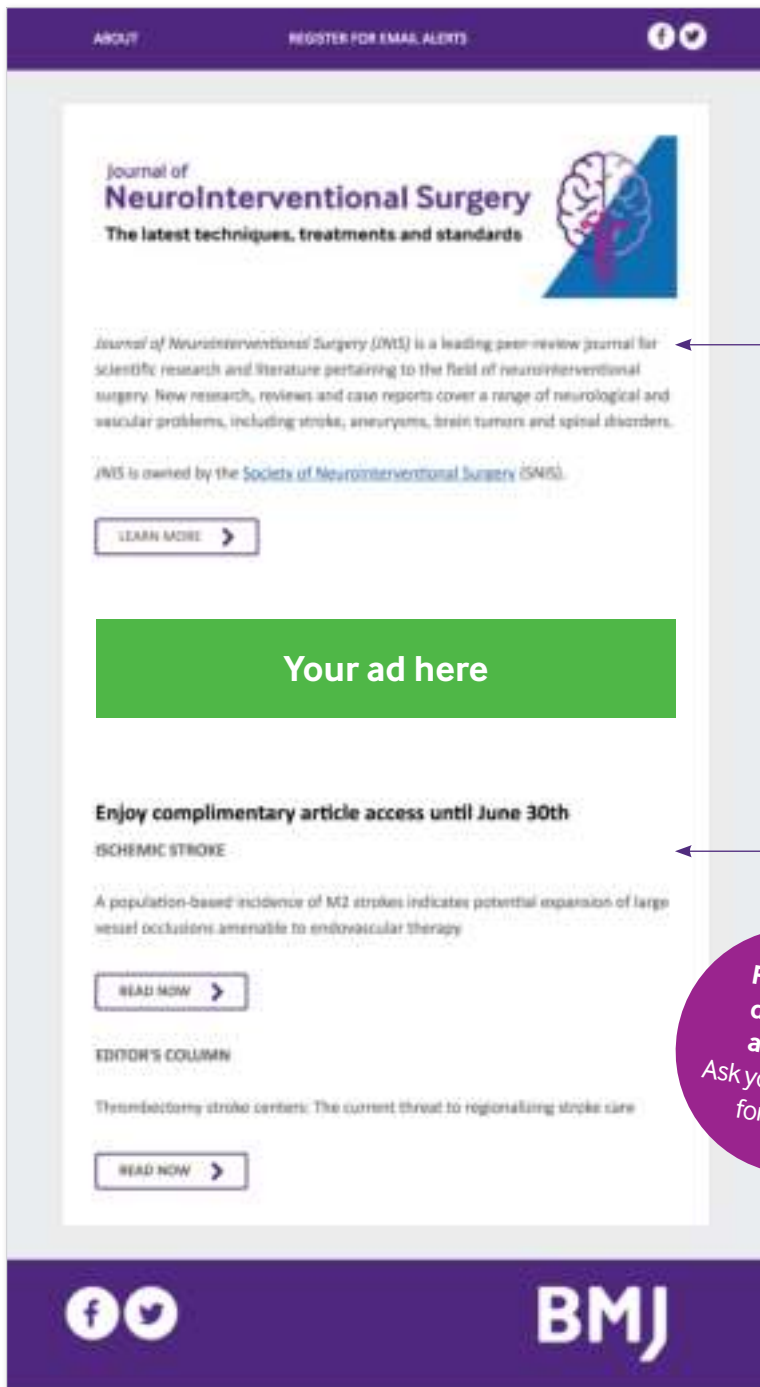 ABOUT
REGISTER FOR EMAIL ALERTS
Journal of
NeuroInterventional Surgery
The latest techniques, treatments and standards
Journal of NeuroInterventional Surgery (JNIS) is a leading peer-review journal for
scientific research and literature pertaining to the field of neurointerventional
surgery. New research, reviews and case reports cover a range of neurological and
vascular problems, including stroke, aneurysms, brain tumors and spinal disorders.
JNIS is owned by the Society of NeuroInterventional Surgery (SNIS).
LEARN MORE
Your ad here
Enjoy complimentary article access until June 30th
ISCHEMIC STROKE
A population-based incidence of M2 strokes indicates potential expansion of large
vessel occlusions amenable to endovascular therapy
READ NOW
EDITOR'S COLUMN
Thrombectomy stroke centers: The current threat to regionalizing stroke care
READ NOW
Ask
BMJ